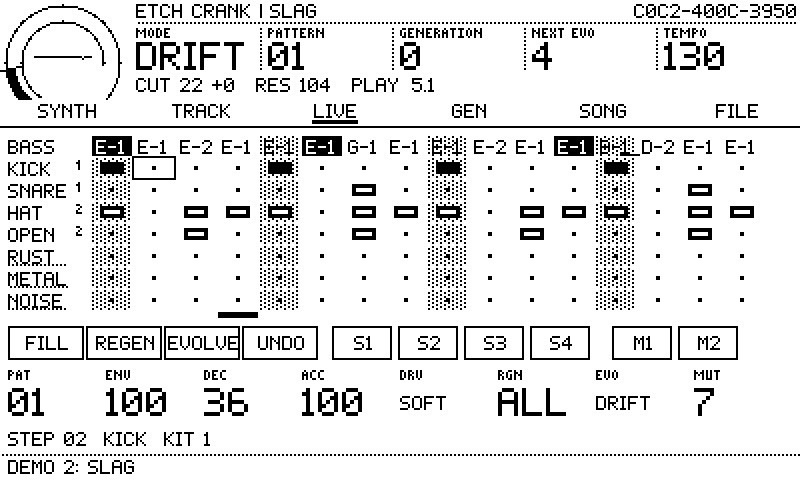 ETCH CRANK | SLAG C0C2-400C-3950
MODE PATTERN GENERATION NEXT EVO TEMPO
DRIFT 01 0 4 130
CUT 22 +0 RES 104 PLAY 5.1
SYNTH TRACK LIVE GEN SONG FILE
BASS E-1 E-1 E-2 E-1 E-1 E-1 G-1 E-1 E-1 E-2 E-1 E-1 D-2 E-1 E-1
KICK 1
SNARE 1
HAT 2
OPEN 2
RUST
METAL
NOISE
FILL REGEN EVOLVE UNDO S1 S2 S3 S4 M1 M2
PAT ENV DEC ACC DRV RGN EVO MUT
01 100 36 100 SOFT ALL DRIFT 7
STEP 02 KICK KIT 1
DEMO 2: SLAG